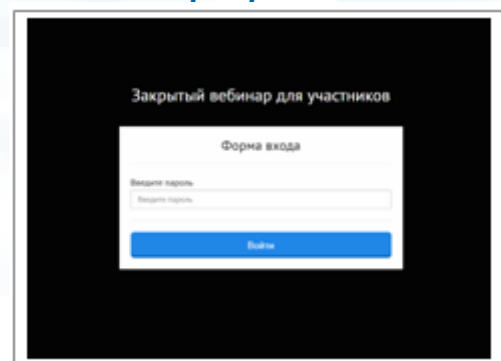 Закрытый вебинар для участников
Форма входа
Введите пароль
Введите пароль
Войти